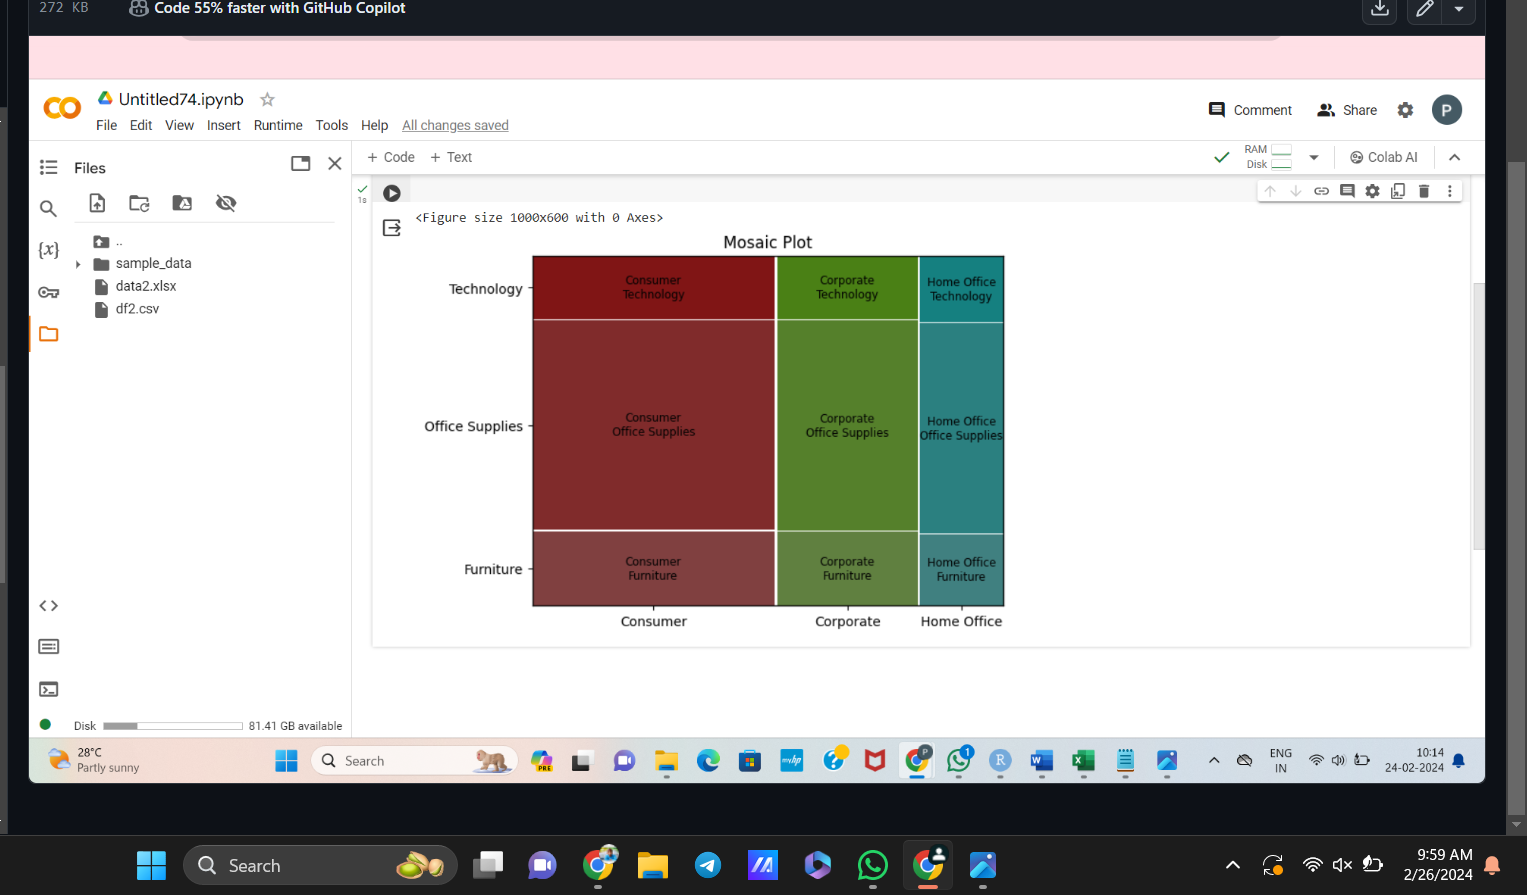 272 KB
Code 55% faster with GitHub Copilot
Untitled74.ipynb
Comment
Share
P
File Edit View Insert Runtime Tools Help All changes saved
Files
+ Code + Text
RAM
Disk
Colab AI
1s
<Figure size 1000x600 with 0 Axes>
{x}
..
sample_data
data2.xlsx
df2.csv
Mosaic Plot
Technology
Consumer
Technology
Corporate
Technology
Home Office
Technology
Office Supplies
Consumer
Office Supplies
Corporate
Office Supplies
Home Office
Office Supplies
Furniture
Consumer
Furniture
Corporate
Furniture
Home Office
Furniture
Consumer
Corporate
Home Office
Disk
81.41 GB available
28°C
Partly sunny
Search
PRE
myhp
P
1
R
W
X
ENG
IN
10:14
24-02-2024
Search
9:59 AM
2/26/2024